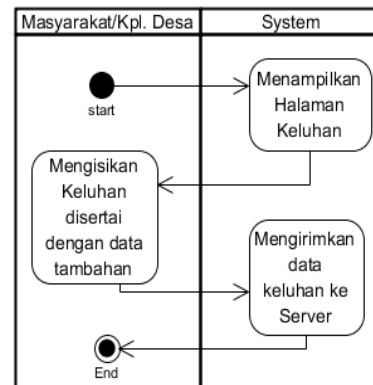 Masyarakat/Kpl. Desa
System
start
Menampilkan
Halaman
Keluhan
Mengisikan
Keluhan
disertai
dengan data
tambahan
Mengirimkan
data
keluhan ke
Server
End